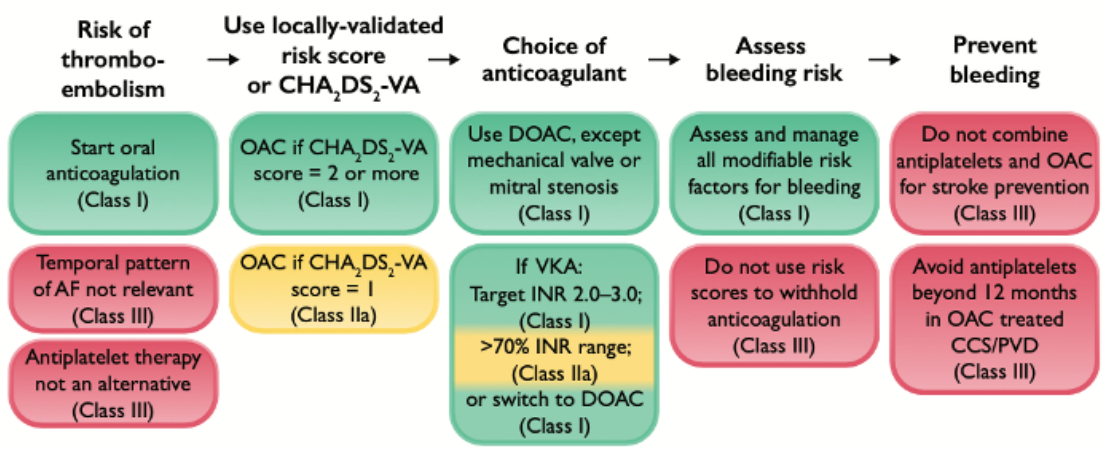 Risk of
thrombo-
embolism
Use locally-validated
risk score
or CHA₂DS₂-VA
Choice of
anticoagulant
Assess
bleeding risk
Prevent
bleeding
Start oral
anticoagulation
(Class I)
Temporal pattern
of AF not relevant
(Class III)
Antiplatelet therapy
not an alternative
(Class III)
OAC if CHA₂DS₂-VA
score = 2 or more
(Class I)
OAC if CHA₂DS₂-VA
score = 1
(Class IIa)
Use DOAC, except
mechanical valve or
mitral stenosis
(Class I)
If VKA:
Target INR 2.0–3.0;
(Class I)
>70% INR range;
(Class IIa)
or switch to DOAC
(Class I)
Assess and manage
all modifiable risk
factors for bleeding
(Class I)
Do not use risk
scores to withhold
anticoagulation
(Class III)
Do not combine
antiplatelets and OAC
for stroke prevention
(Class III)
Avoid antiplatelets
beyond 12 months
in OAC treated
CCS/PVD
(Class III)